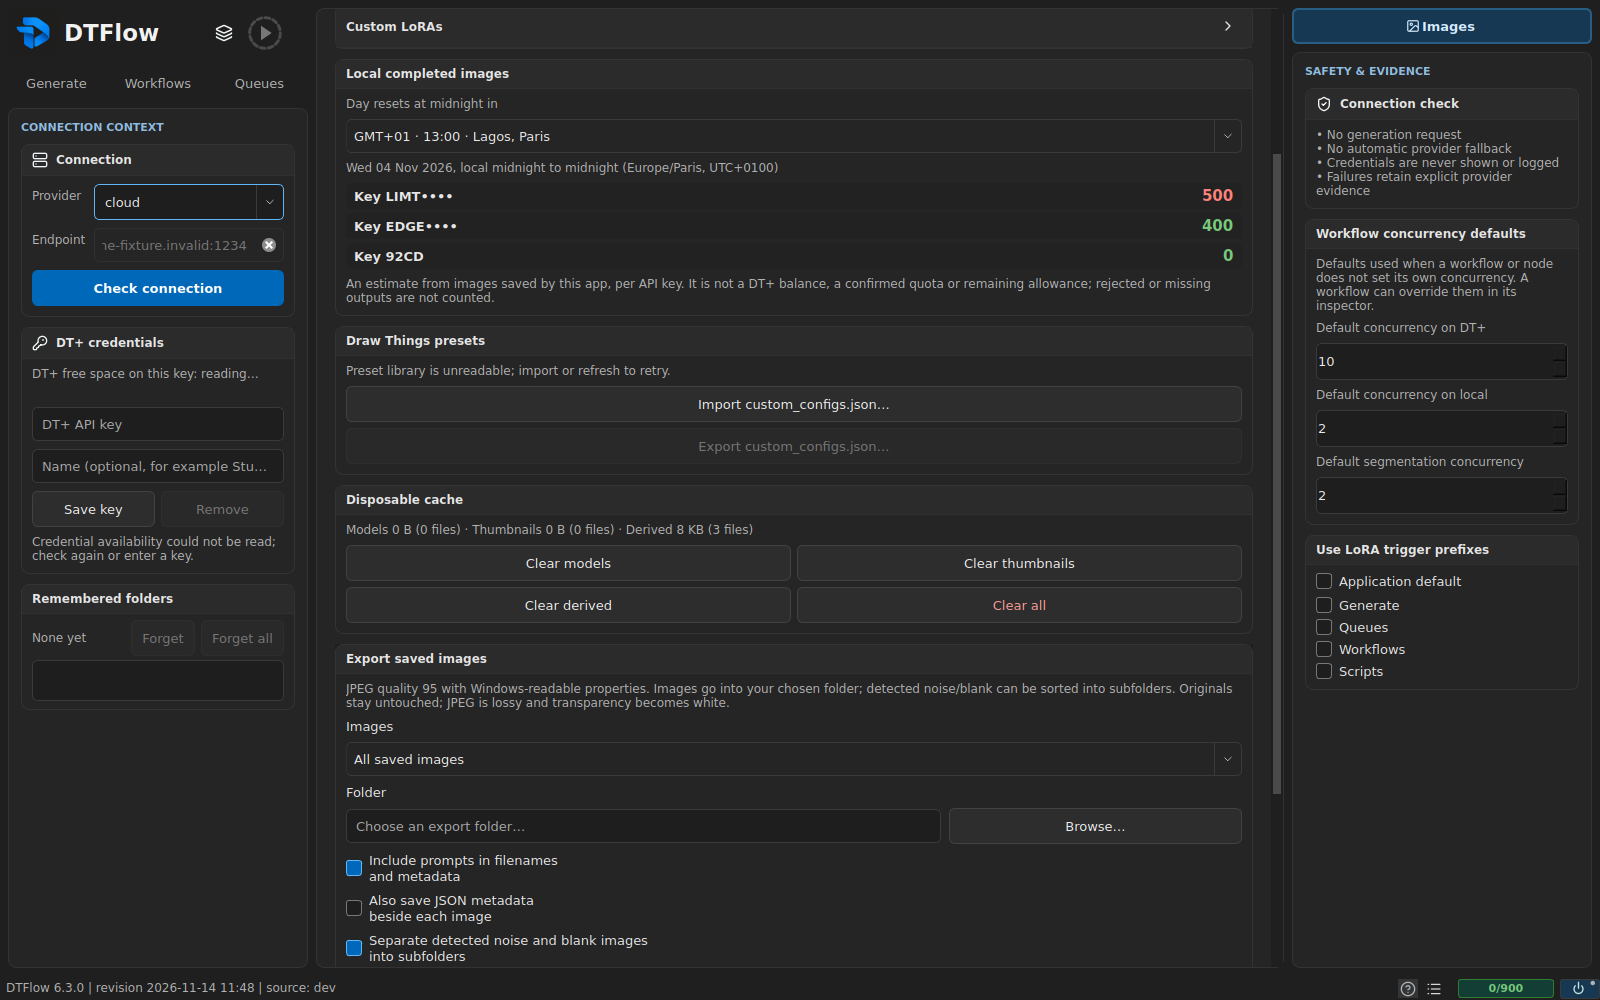 DTFlow
Generate
Workflows
Queues
CONNECTION CONTEXT
Connection
Provider
cloud
Endpoint
ne-fixture.invalid:1234
Check connection
DT+ credentials
DT+ free space on this key: reading...
DT+ API key
Name (optional, for example Stu...
Save key
Remove
Credential availability could not be read;
check again or enter a key.
Remembered folders
None yet
Forget
Forget all
Custom LoRAs
Local completed images
Day resets at midnight in
GMT+01 · 13:00 · Lagos, Paris
Wed 04 Nov 2026, local midnight to midnight (Europe/Paris, UTC+0100)
Key LIMT•••• 500
Key EDGE•••• 400
Key 92CD 0
An estimate from images saved by this app, per API key. It is not a DT+ balance, a confirmed quota or remaining allowance; rejected or missing
outputs are not counted.
Draw Things presets
Preset library is unreadable; import or refresh to retry.
Import custom_configs.json...
Export custom_configs.json...
Disposable cache
Models 0 B (0 files) · Thumbnails 0 B (0 files) · Derived 8 KB (3 files)
Clear models
Clear thumbnails
Clear derived
Clear all
Export saved images
JPEG quality 95 with Windows-readable properties. Images go into your chosen folder; detected noise/blank can be sorted into subfolders. Originals
stay untouched; JPEG is lossy and transparency becomes white.
Images
All saved images
Folder
Choose an export folder...
Browse...
Include prompts in filenames
and metadata
Also save JSON metadata
beside each image
Separate detected noise and blank images
into subfolders
Images
SAFETY & EVIDENCE
Connection check
• No generation request
• No automatic provider fallback
• Credentials are never shown or logged
• Failures retain explicit provider
evidence
Workflow concurrency defaults
Defaults used when a workflow or node
does not set its own concurrency. A
workflow can override them in its
inspector.
Default concurrency on DT+
10
Default concurrency on local
2
Default segmentation concurrency
2
Use LoRA trigger prefixes
Application default
Generate
Queues
Workflows
Scripts
DTFlow 6.3.0 | revision 2026-11-14 11:48 | source: dev
0/900